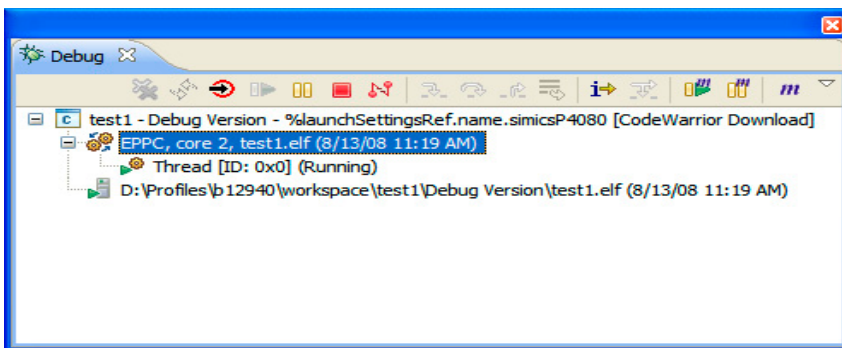 Debug
i m m m
test1 - Debug Version - %launchSettingsRef.name.simicsP4080 [CodeWarrior Download]
EPPC, core 2, test1.elf (8/13/08 11:19 AM)
Thread [ID: 0x0] (Running)
D:\Profiles\b12940\workspace\test1\Debug Version\test1.elf (8/13/08 11:19 AM)